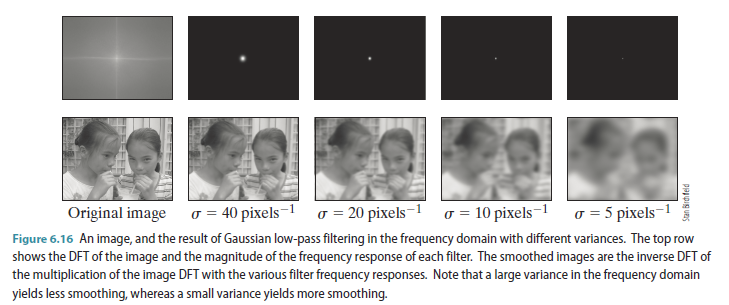 Original image
σ = 40 pixels⁻¹
σ = 20 pixels⁻¹
σ = 10 pixels⁻¹
σ = 5 pixels⁻¹
Stan Birchfield
Figure 6.16 An image, and the result of Gaussian low-pass filtering in the frequency domain with different variances. The top row
shows the DFT of the image and the magnitude of the frequency response of each filter. The smoothed images are the inverse DFT of
the multiplication of the image DFT with the various filter frequency responses. Note that a large variance in the frequency domain
yields less smoothing, whereas a small variance yields more smoothing.